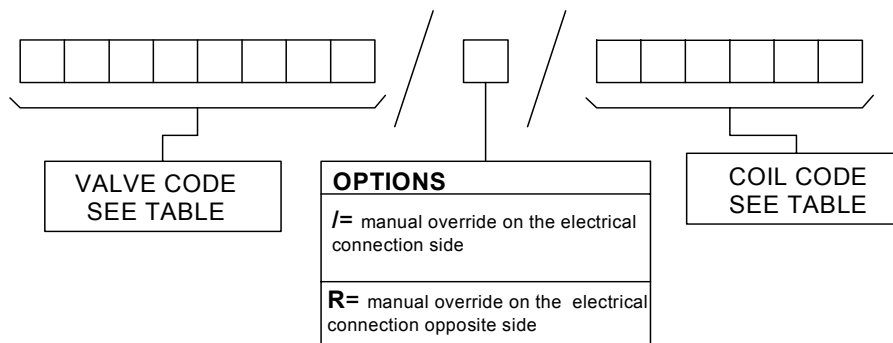 VALVE CODE
SEE TABLE
OPTIONS
/= manual override on the electrical
connection side
R= manual override on the electrical
connection opposite side
COIL CODE
SEE TABLE